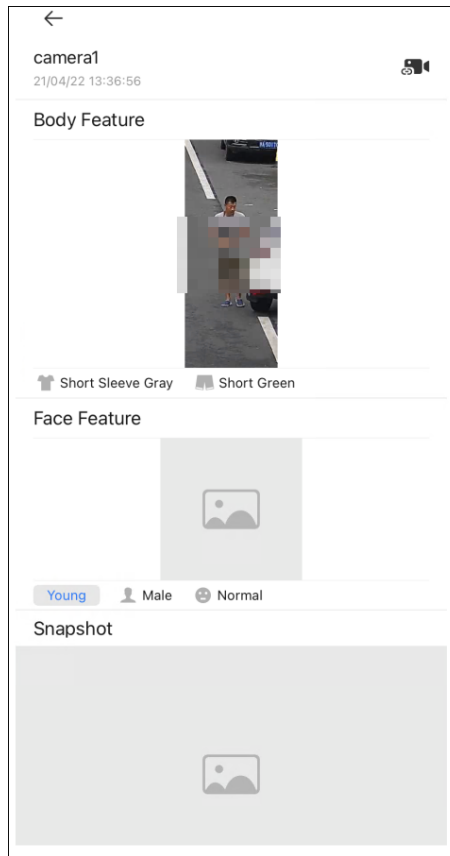 camera1
21/04/22 13:36:56
Body Feature
Short Sleeve Gray Short Green
Face Feature
Young Male Normal
Snapshot